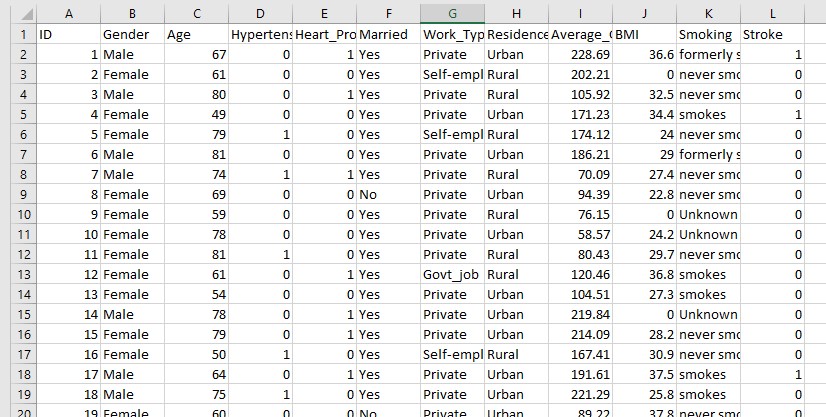 A B C D E F G H I J K L
1 ID Gender Age Hypertens Heart_Pro Married Work_Typ Residence Average_G BMI Smoking Stroke
2 1 Male 67 0 1 Yes Private Urban 228.69 36.6 formerly s 1
3 2 Female 61 0 0 Yes Self-empl Rural 202.21 0 never smo 0
4 3 Male 80 0 1 Yes Private Rural 105.92 32.5 never smo 0
5 4 Female 49 0 0 Yes Private Urban 171.23 34.4 smokes 1
6 5 Female 79 1 0 Yes Self-empl Rural 174.12 24 never smo 0
7 6 Male 81 0 0 Yes Private Urban 186.21 29 formerly s 0
8 7 Male 74 1 1 Yes Private Rural 70.09 27.4 never smo 0
9 8 Female 69 0 0 No Private Urban 94.39 22.8 never smo 0
10 9 Female 59 0 0 Yes Private Rural 76.15 0 Unknown 0
11 10 Female 78 0 0 Yes Private Urban 58.57 24.2 Unknown 0
12 11 Female 81 1 0 Yes Private Rural 80.43 29.7 never smo 0
13 12 Female 61 0 1 Yes Govt_job Rural 120.46 36.8 smokes 0
14 13 Female 54 0 0 Yes Private Urban 104.51 27.3 smokes 0
15 14 Male 78 0 1 Yes Private Urban 219.84 0 Unknown 0
16 15 Female 79 0 1 Yes Private Urban 214.09 28.2 never smo 0
17 16 Female 50 1 0 Yes Self-empl Rural 167.41 30.9 never smo 0
18 17 Male 64 0 1 Yes Private Urban 191.61 37.5 smokes 1
19 18 Male 75 1 0 Yes Private Urban 221.29 25.8 smokes 0
20 19 Female 60 0 0 No Private Urban 89.22 37.8 never smo 0